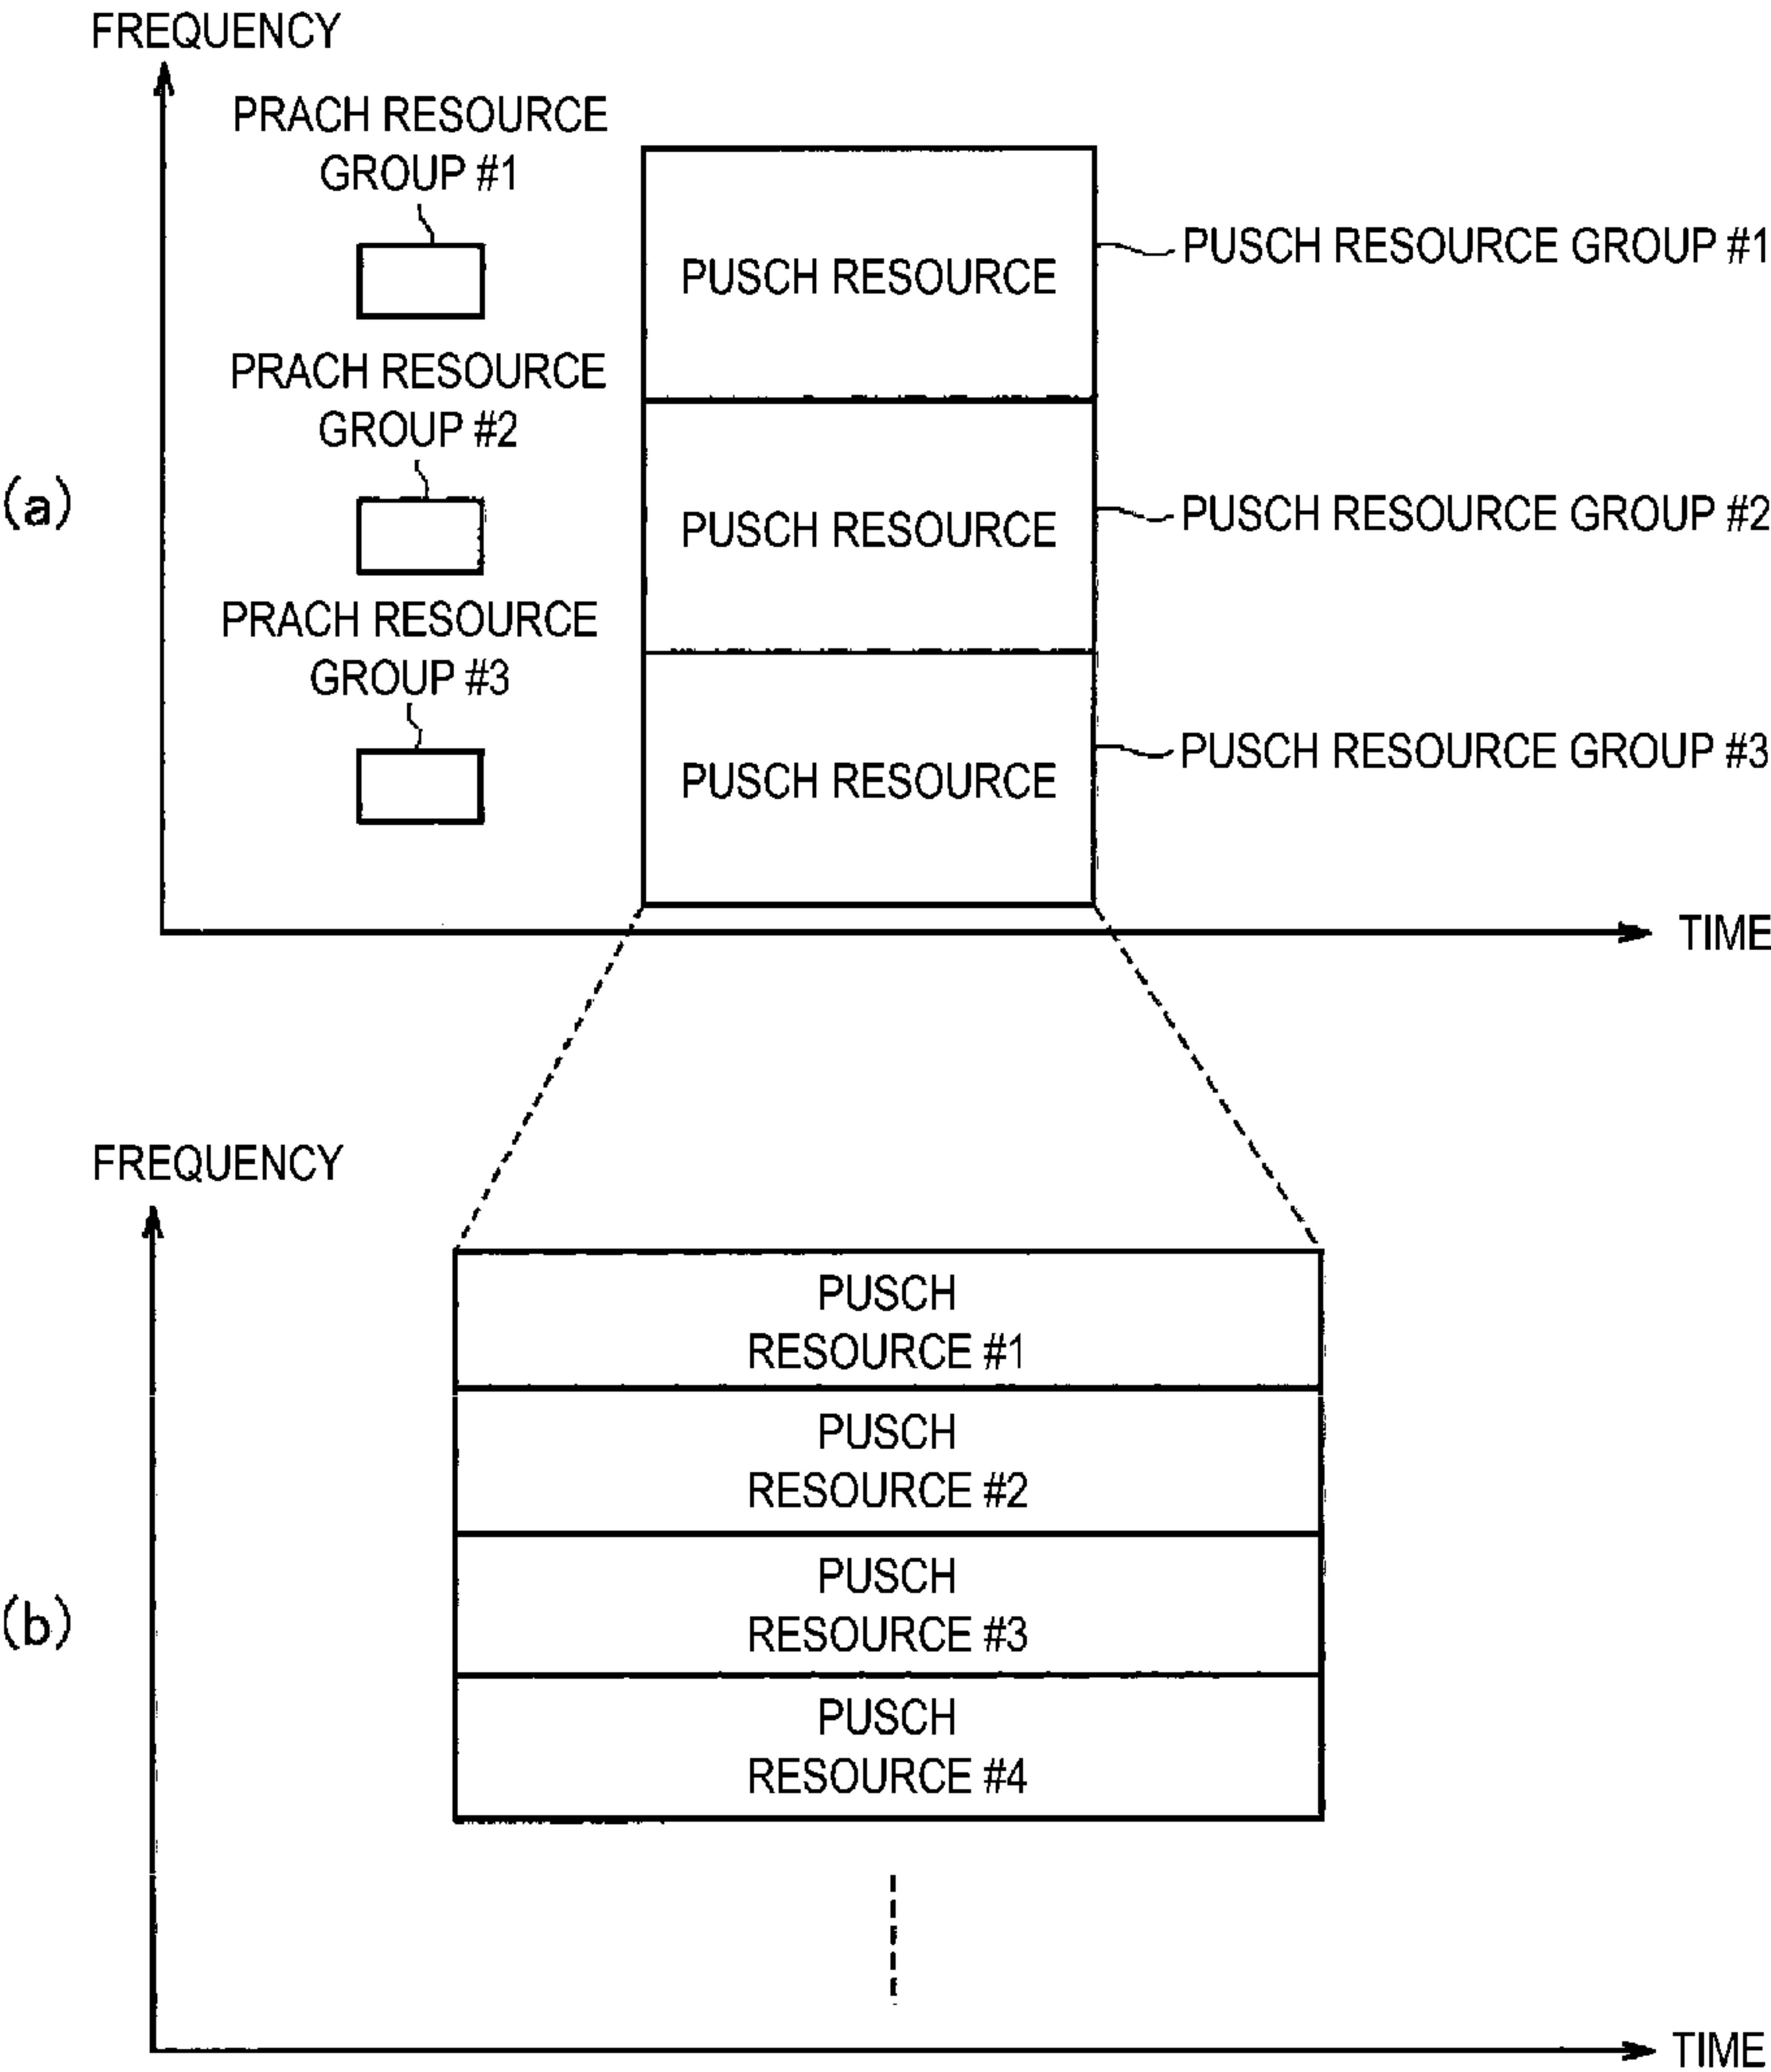 FREQUENCY
PRACH RESOURCE
GROUP #1
PUSCH RESOURCE
PUSCH RESOURCE GROUP #1
PRACH RESOURCE
GROUP #2
(a)
PUSCH RESOURCE
PUSCH RESOURCE GROUP #2
PRACH RESOURCE
GROUP #3
PUSCH RESOURCE
PUSCH RESOURCE GROUP #3
TIME
FREQUENCY
PUSCH
RESOURCE #1
PUSCH
RESOURCE #2
PUSCH
RESOURCE #3
(b)
PUSCH
RESOURCE #4
TIME